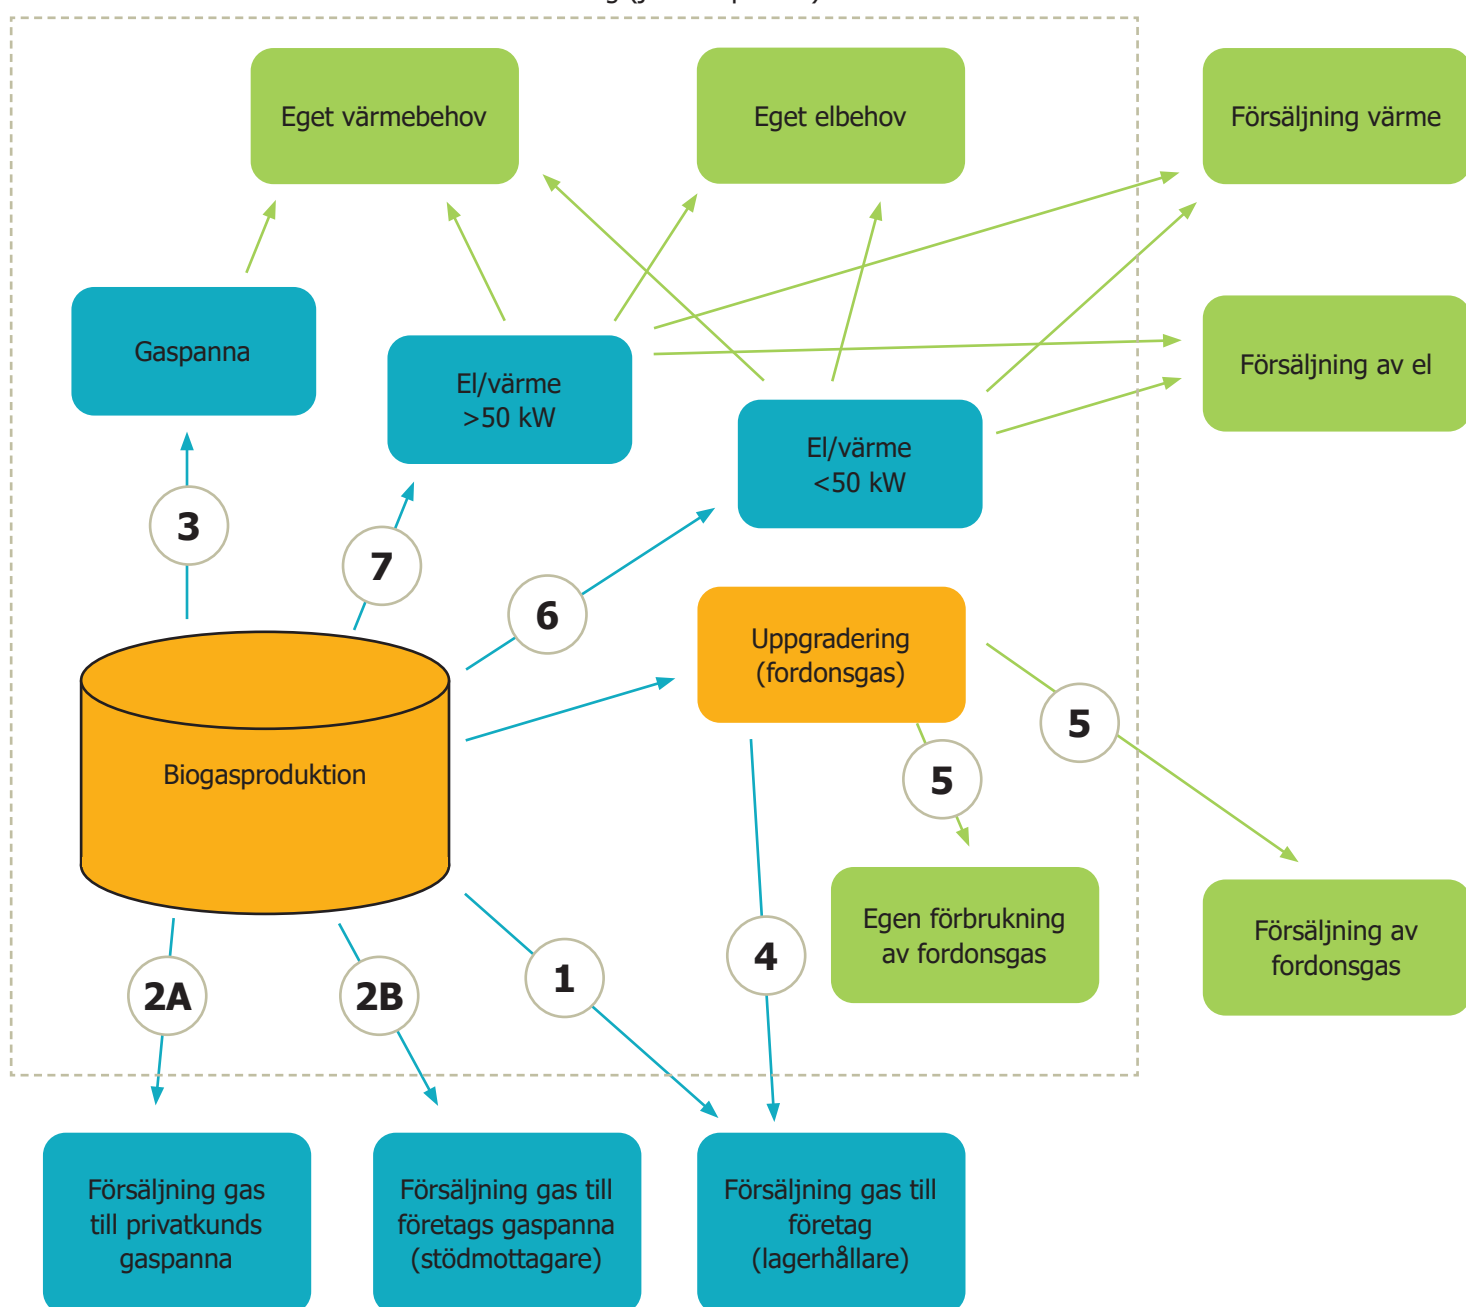 Eget värmebehov
Eget elbehov
Försäljning värme
Gaspanna
El/värme
>50 kW
Försäljning av el
El/värme
<50 kW
3
7
6
Uppgradering
(fordonsgas)
5
5
Biogasproduktion
Egen förbrukning
av fordonsgas
Försäljning av
fordonsgas
2A
2B
1
4
Försäljning gas
till privatkunds
gaspanna
Försäljning gas till
företags gaspanna
(stödmottagare)
Försäljning gas till
företag
(lagerhållare)